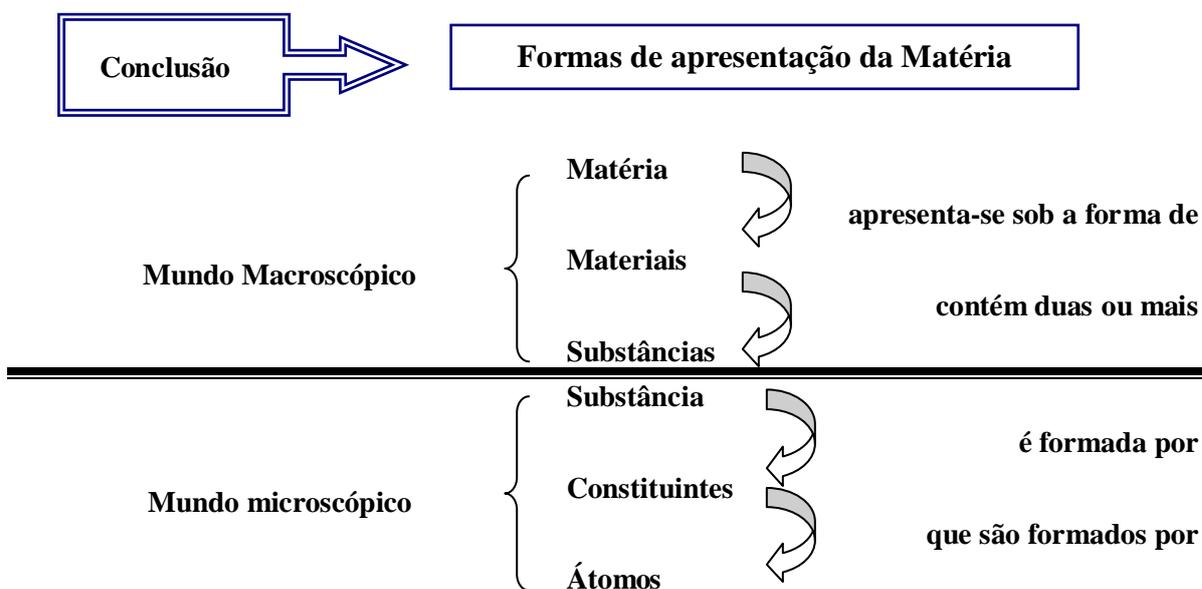 Conclusão
Formas de apresentação da Matéria
Matéria
apresenta-se sob a forma de
Mundo Macroscópico
Materiais
contém duas ou mais
Substâncias
Substância
é formada por
Mundo microscópico
Constituintes
que são formados por
Átomos